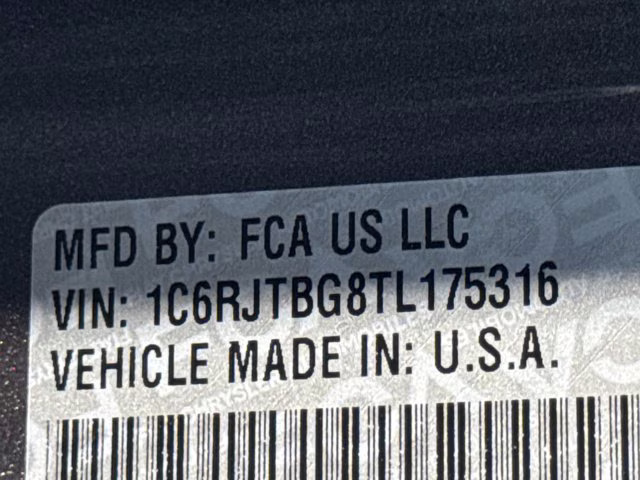 MFD BY: FCA US LLC
VIN: 1C6RJTBG8TL175316
VEHICLE MADE IN: U.S.A.